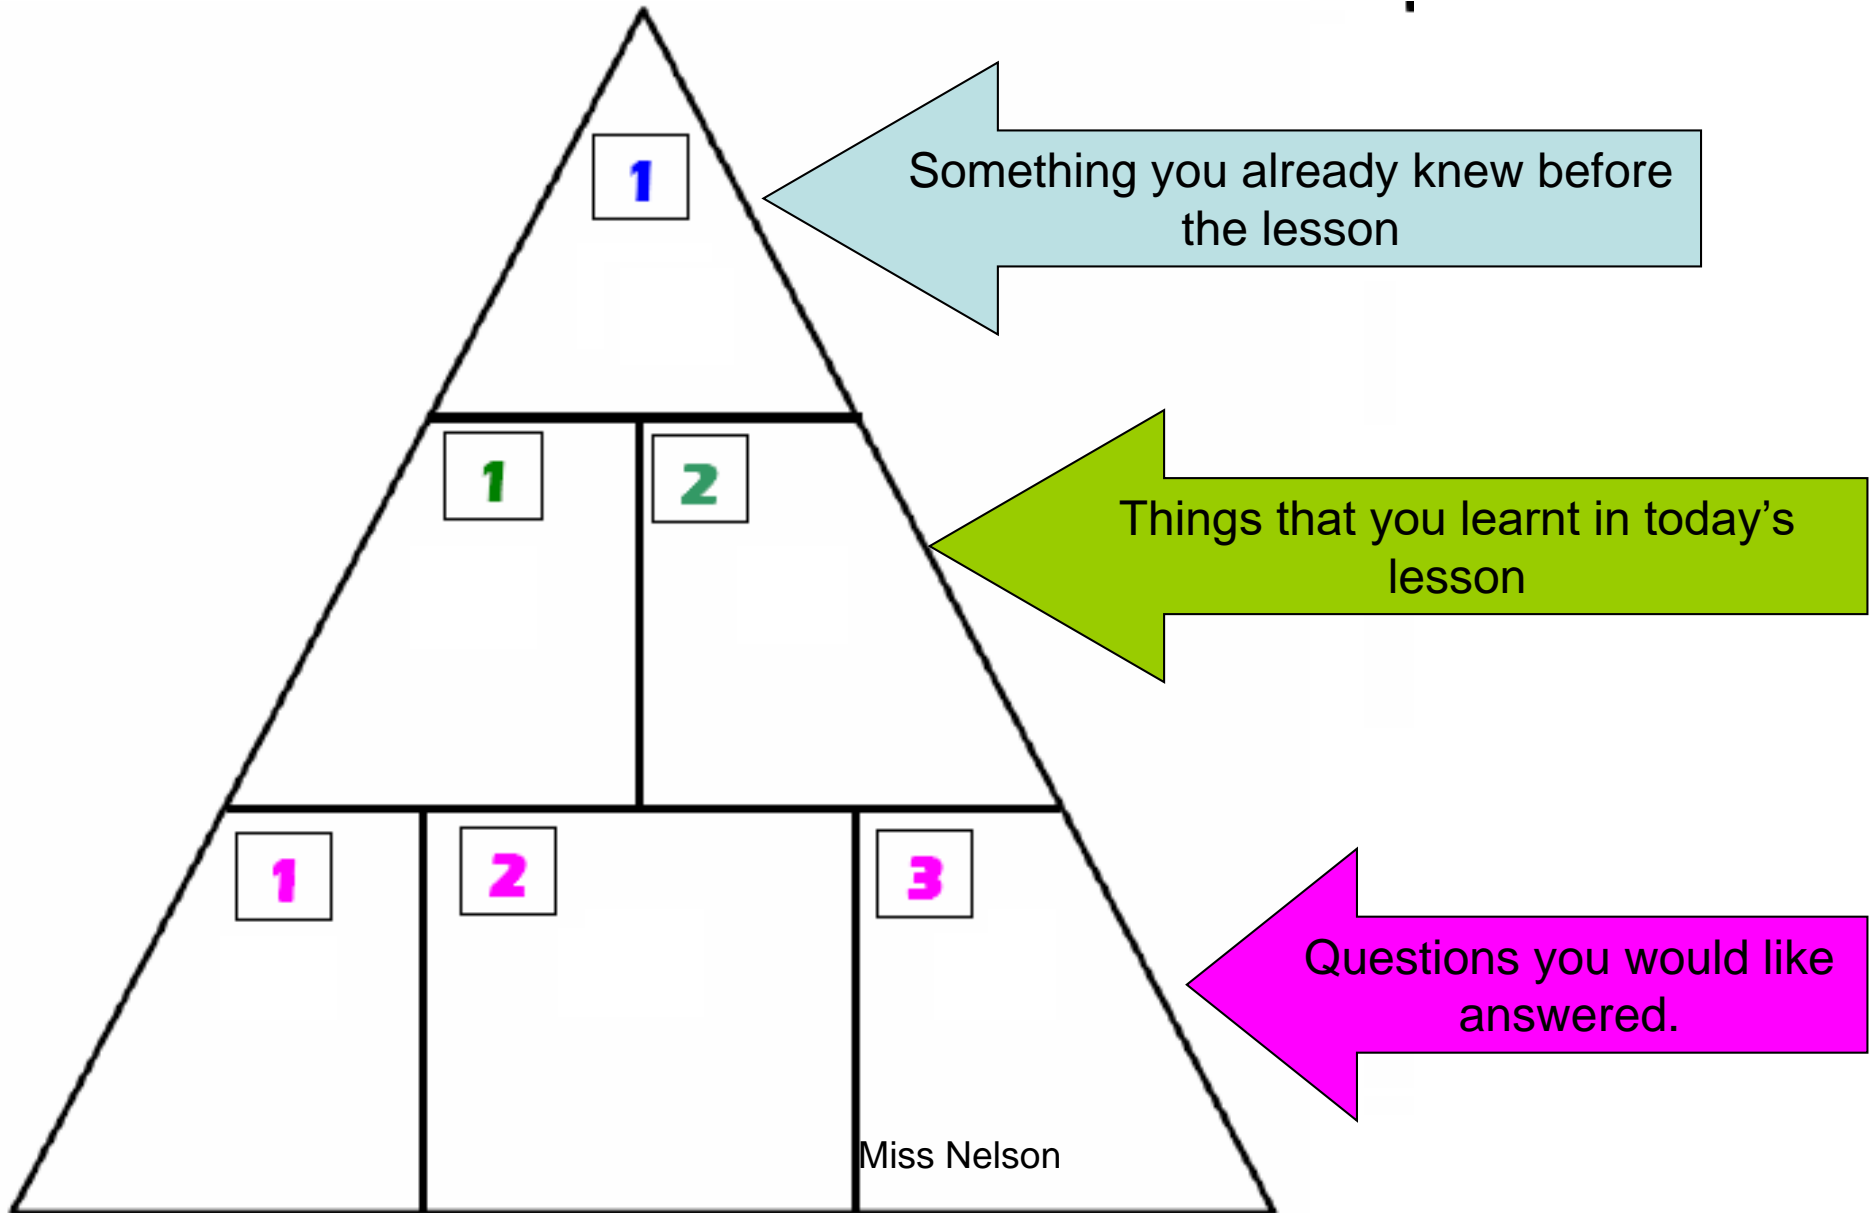 1
Something you already knew before
the lesson
1 2
Things that you learnt in today’s
lesson
1 2 3
Questions you would like
answered.
Miss Nelson